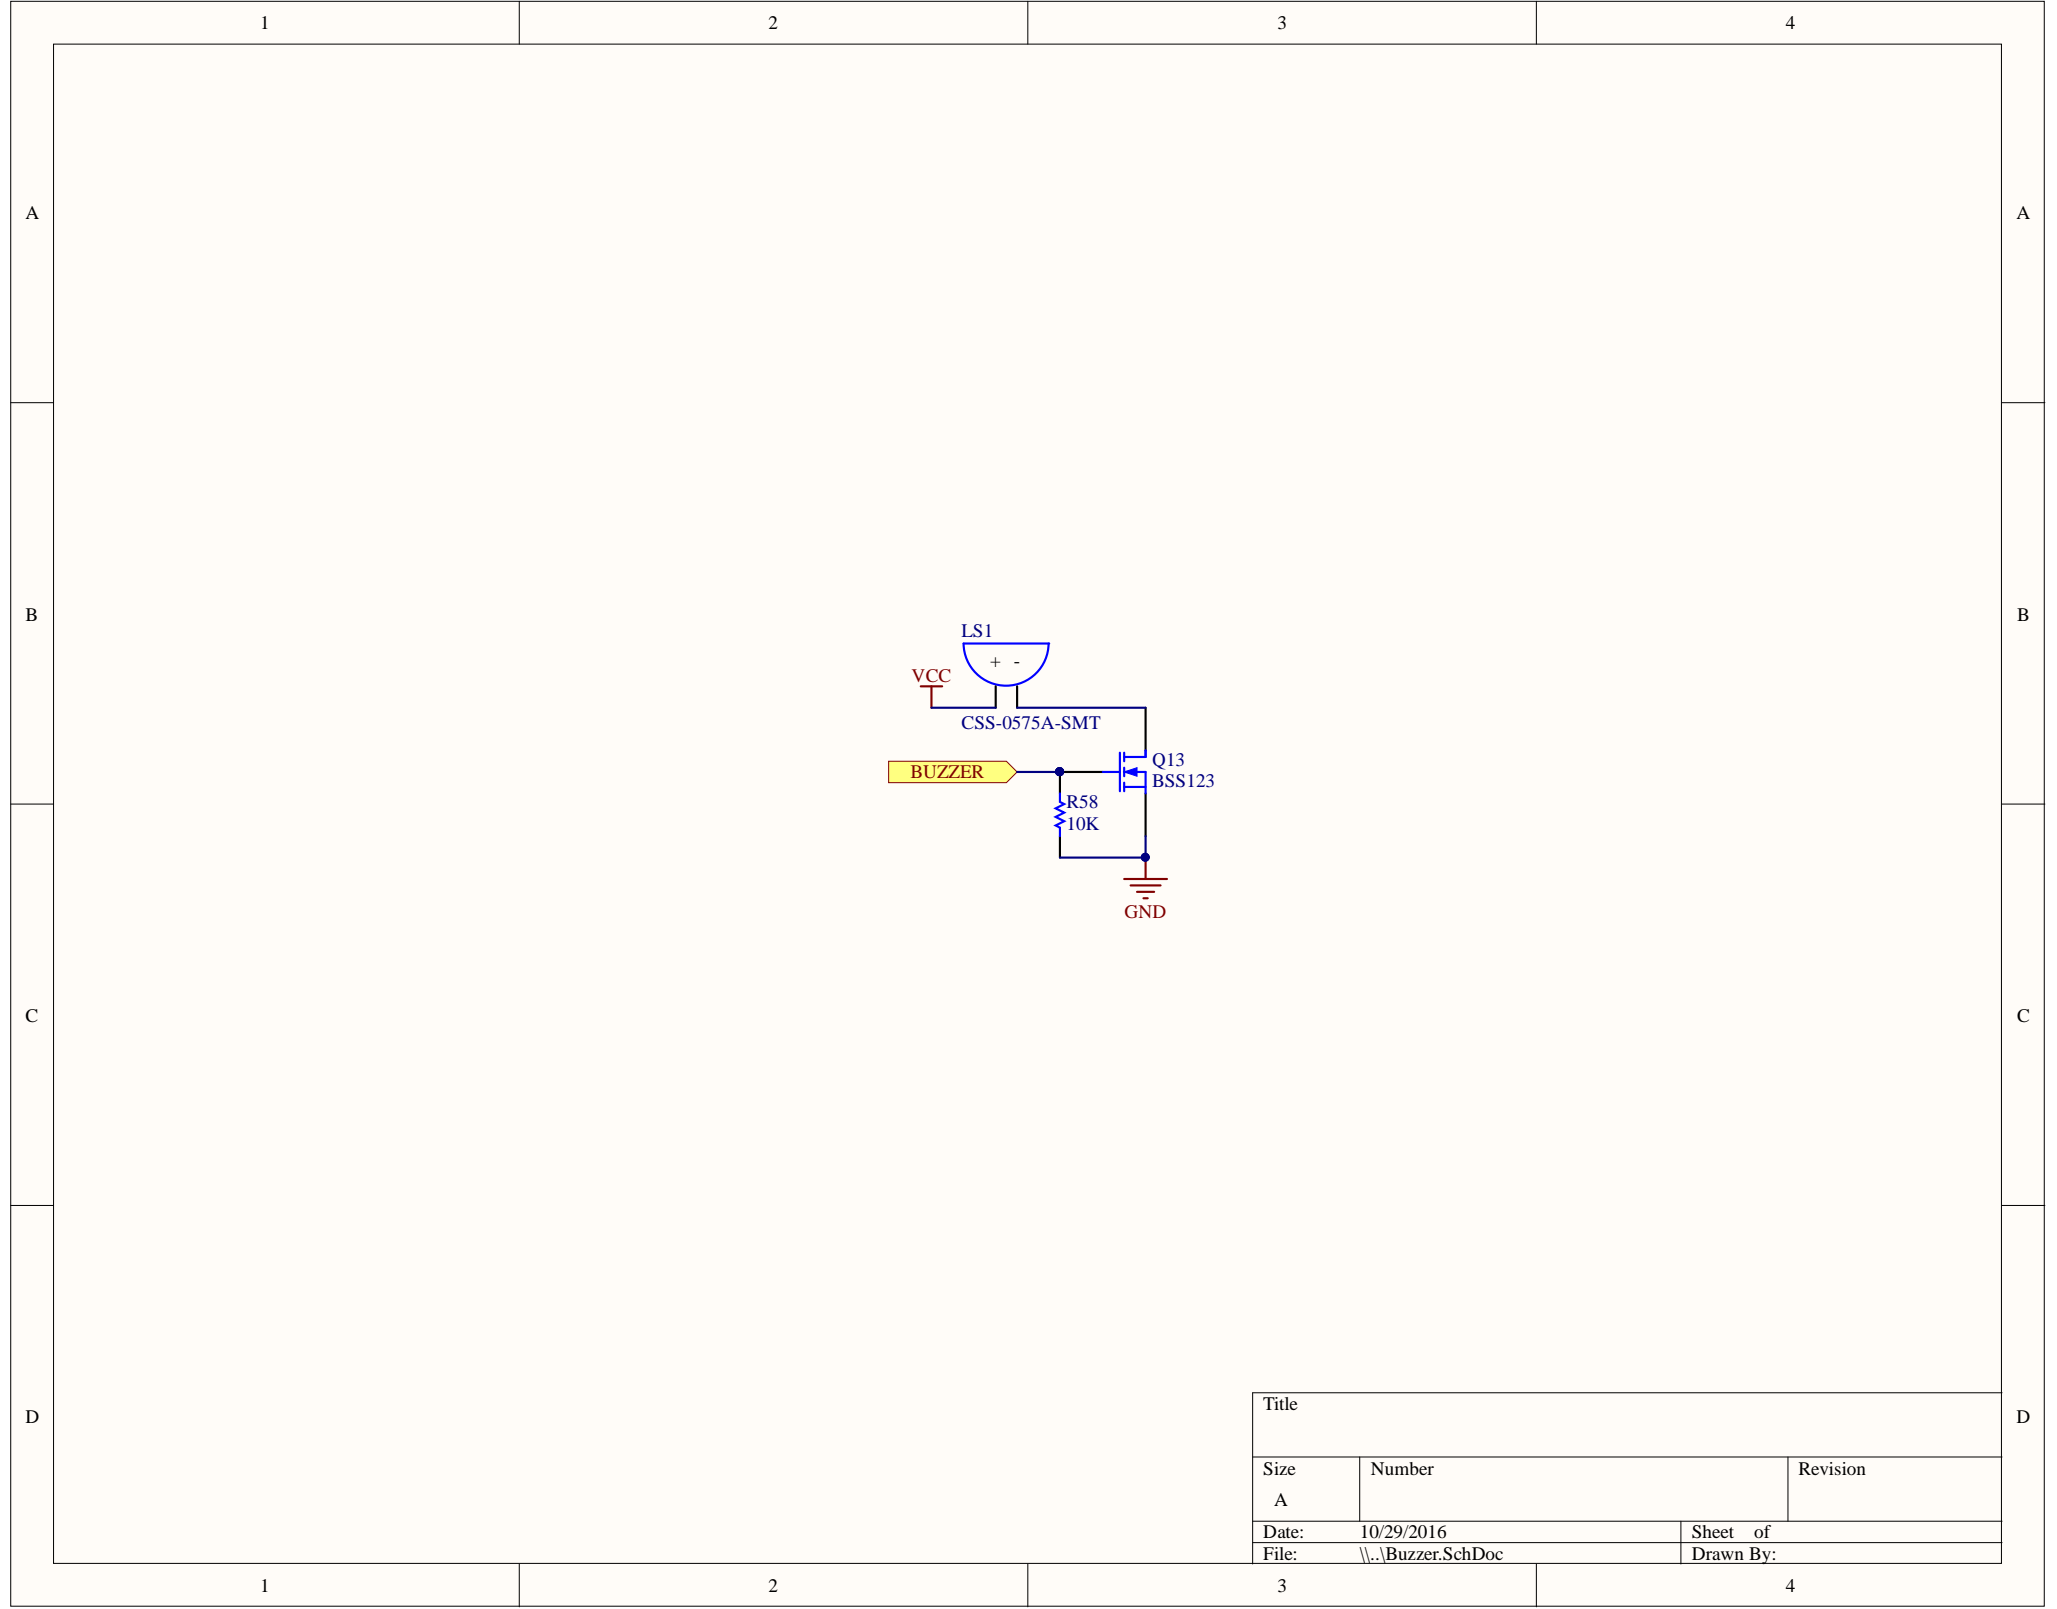 1 2 3 4
A A
B B
LS1
+ -
VCC
CSS-0575A-SMT
Q13
BUZZER
BSS123
R58
10K
GND
C C
D D
Title
Size Number Revision
A
Date: 10/29/2016 Sheet of
File: \\..\Buzzer.SchDoc Drawn By:
1 2 3 4